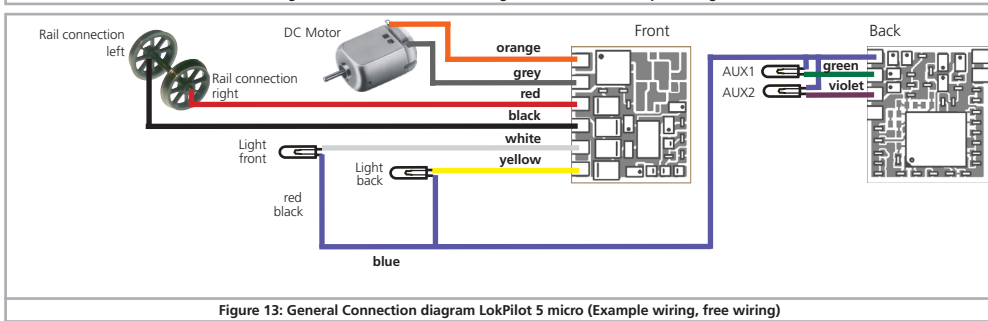 Rail connection
left
DC Motor
Front
Back
orange
grey
Rail connection
right
red
black
AUX1
green
AUX2
violet
white
Light
front
yellow
Light
back
red
black
blue
Figure 13: General Connection diagram LokPilot 5 micro (Example wiring, free wiring)